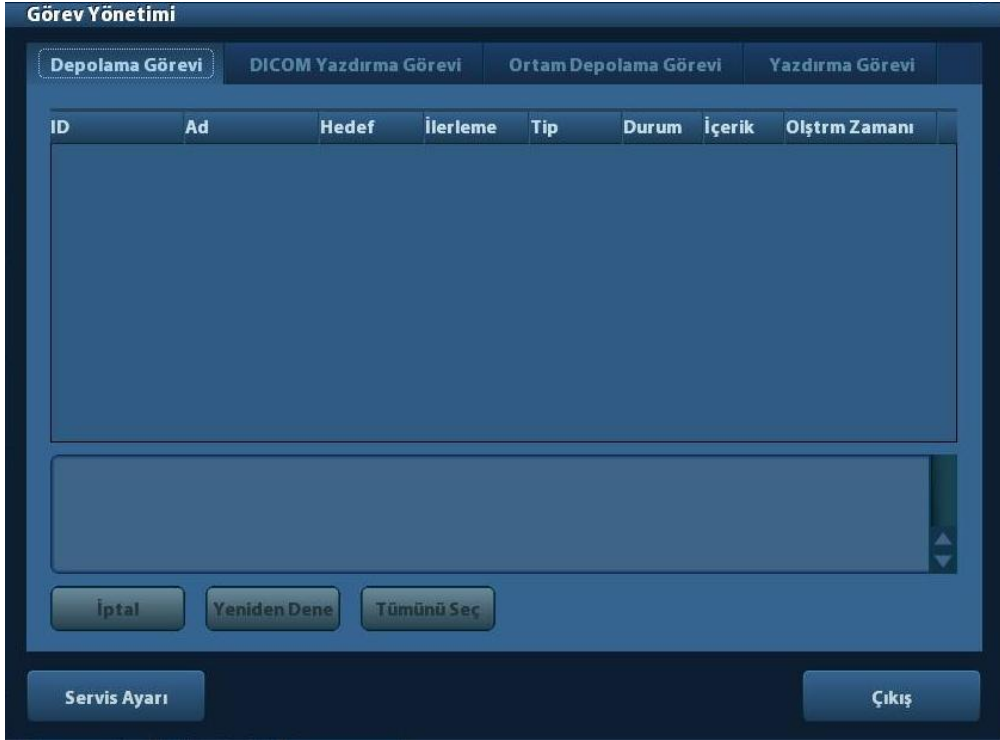 Görev Yönetimi
Depolama Görevi DICOM Yazdırma Görevi Ortam Depolama Görevi Yazdırma Görevi
ID Ad Hedef İlerleme Tip Durum İçerik Olştrm Zamanı
İptal Yeniden Dene Tümünü Seç
Servis Ayarı Çıkış